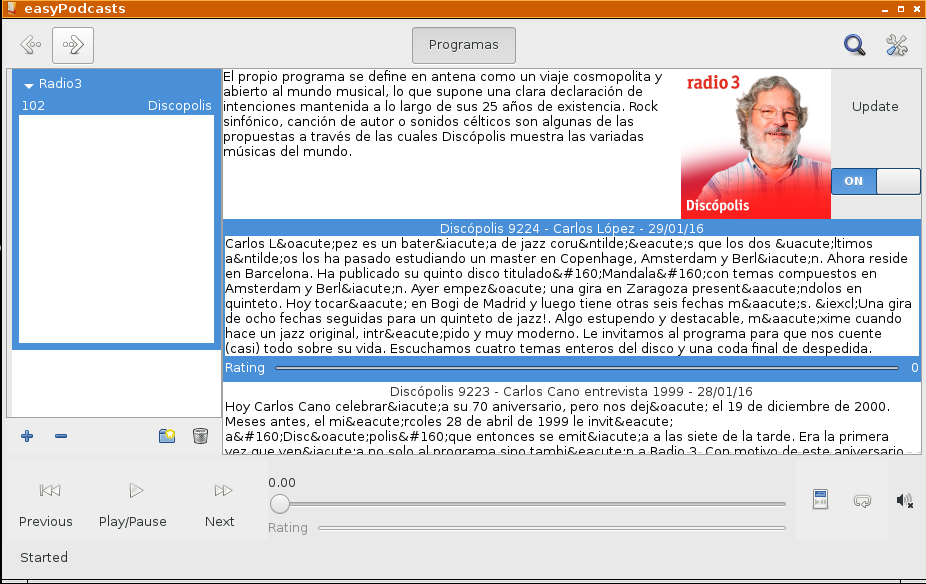 easyPodcasts
Programas
Radio3
102 Discopolis
El propio programa se define en antena como un viaje cosmopolita y
abierto al mundo musical, lo que supone una clara declaración de
intenciones mantenida a lo largo de sus 25 años de existencia. Rock
sinfónico, canción de autor o sonidos célticos son algunas de las
propuestas a través de las cuales Discópolis muestra las variadas
músicas del mundo.
radio 3
Discópolis
Update
ON
Discópolis 9224 - Carlos López - 29/01/16
Carlos L&oacute;pez es un bater&iacute;a de jazz coru&ntilde;&eacute;s que los dos &uacute;ltimos
a&ntilde;os los ha pasado estudiando un master en Copenhage, Amsterdam y Berl&iacute;n. Ahora reside
en Barcelona. Ha publicado su quinto disco titulado&#160;Mandala&#160;con temas compuestos en
Amsterdam y Berl&iacute;n. Ayer empez&oacute; una gira en Zaragoza present&aacute;ndolos en
quinteto. Hoy tocar&aacute; en Bogi de Madrid y luego tiene otras seis fechas m&aacute;s. &iexcl;Una gira
de ocho fechas seguidas para un quinteto de jazz!. Algo estupendo y destacable, m&aacute;xime cuando
hace un jazz original, intr&eacute;pido y muy moderno. Le invitamos al programa para que nos cuente
(casi) todo sobre su vida. Escuchamos cuatro temas enteros del disco y una coda final de despedida.
Rating 0
Discópolis 9223 - Carlos Cano entrevista 1999 - 28/01/16
Hoy Carlos Cano celebrar&iacute;a su 70 aniversario, pero nos dej&oacute; el 19 de diciembre de 2000.
Meses antes, el mi&eacute;rcoles 28 de abril de 1999 le invit&eacute;
a&#160;Disc&oacute;polis&#160;que entonces se emit&iacute;a a las siete de la tarde. Era la primera
vez que ven&iacute;a no solo al programa sino tambi&eacute;n a Radio 3. Con motivo de este aniversario
0.00
Previous
Play/Pause
Next
Rating
Started